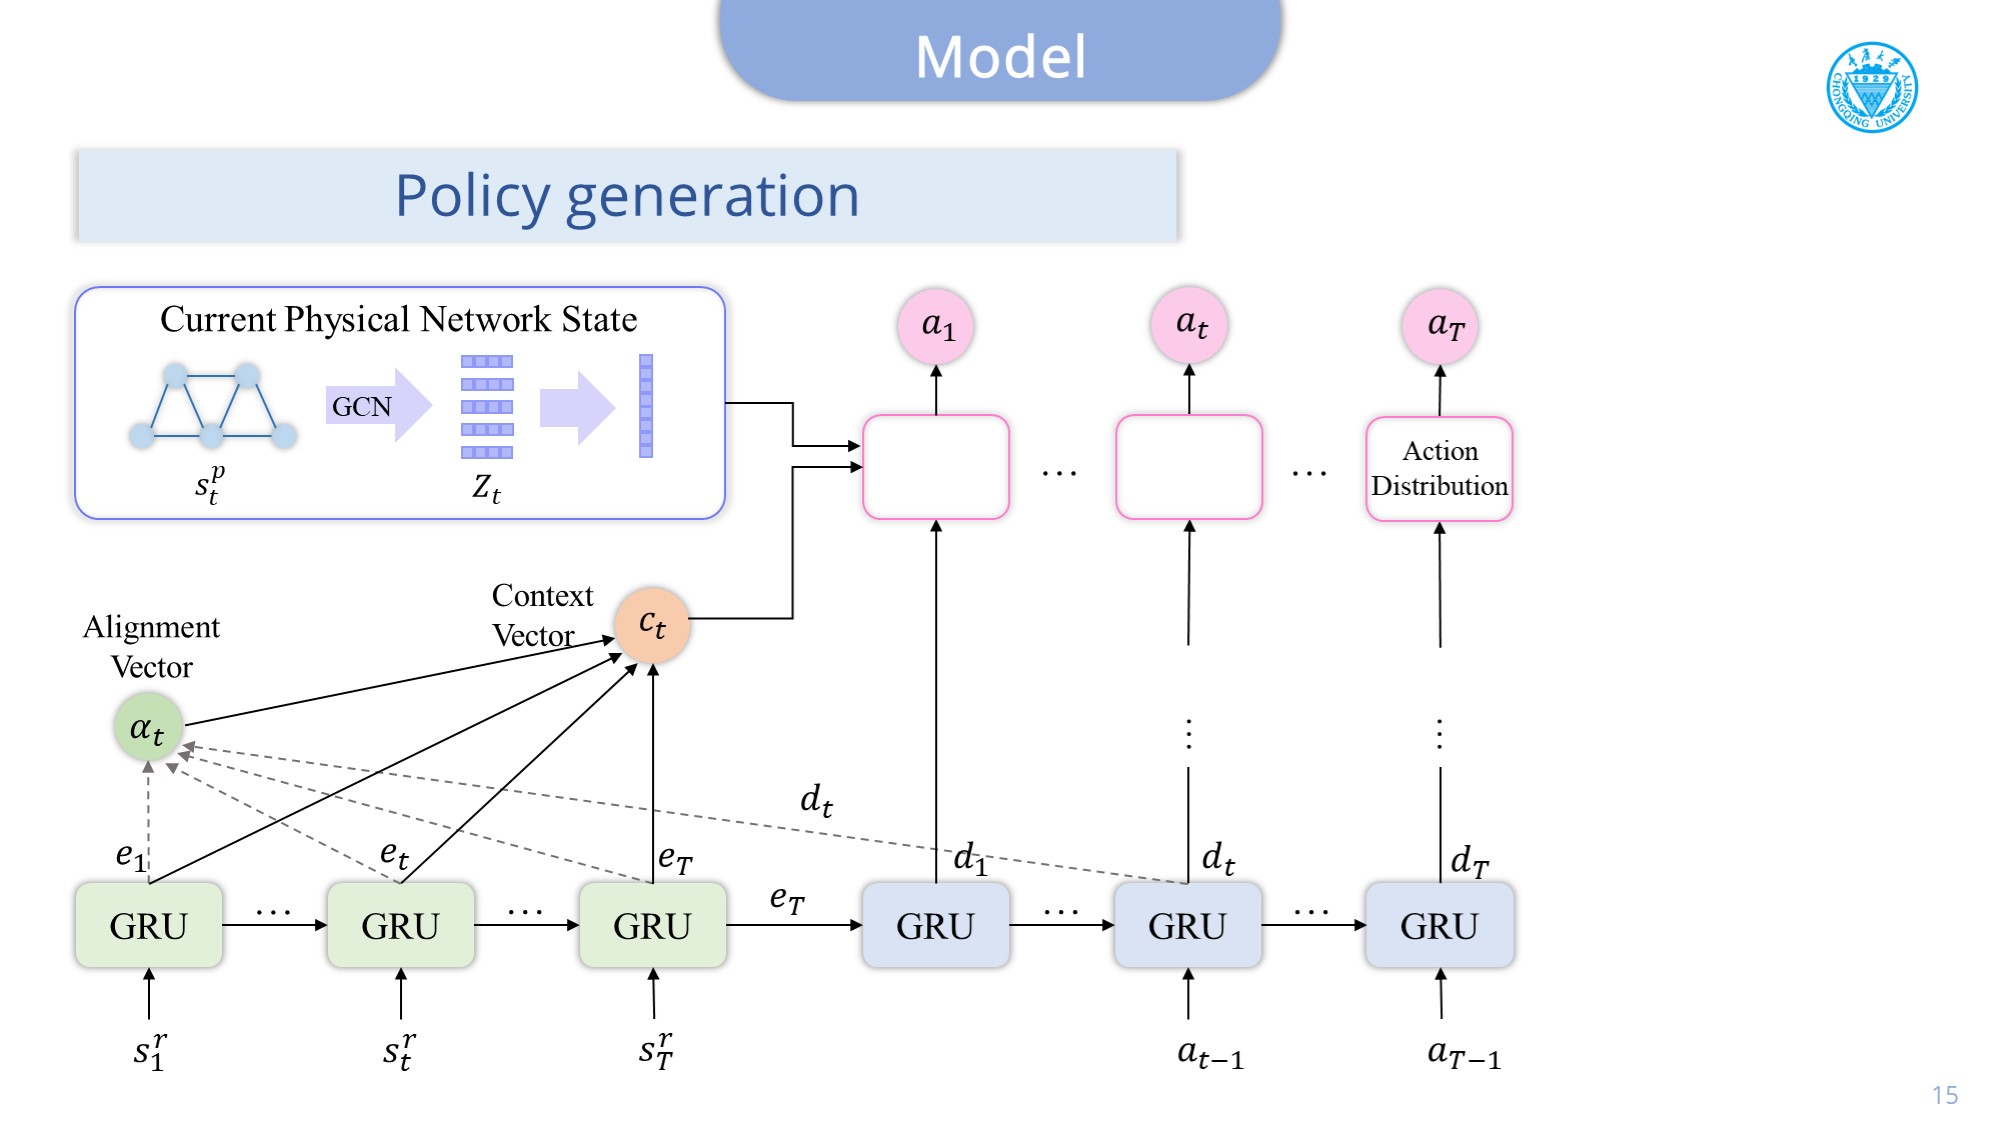 Model
CHONGQING UNIVERSITY
1929
Policy generation
Current Physical Network State
GCN
s_t^p
Z_t
a_1
a_t
a_T
Action
Distribution
...
...
Context
Vector
c_t
Alignment
Vector
α_t
d_t
e_1
e_t
e_T
e_T
d_1
d_t
d_T
GRU
...
GRU
...
GRU
GRU
...
GRU
...
GRU
s_1^r
s_t^r
s_T^r
a_{t−1}
a_{T−1}
15